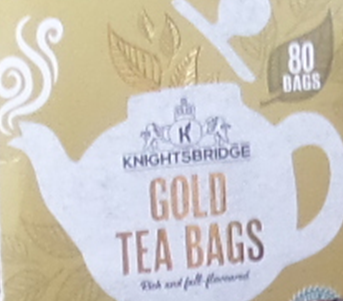 80
BAGS
K
KNIGHTSBRIDGE
GOLD
TEA BAGS
Rich and full-flavoured